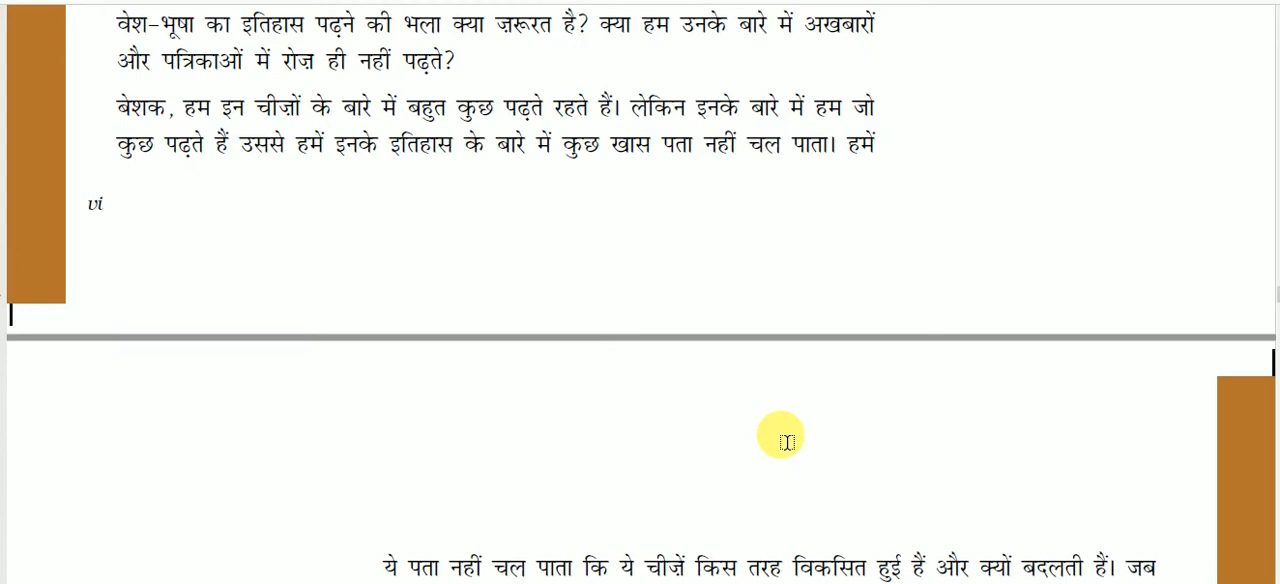 वेश-भूषा का इतिहास पढ़ने की भला क्या ज़रूरत है? क्या हम उनके बारे में अखबारों
और पत्रिकाओं में रोज़ ही नहीं पढ़ते?
बेशक, हम इन चीज़ों के बारे में बहुत कुछ पढ़ते रहते हैं। लेकिन इनके बारे में हम जो
कुछ पढ़ते हैं उससे हमें इनके इतिहास के बारे में कुछ खास पता नहीं चल पाता। हमें
vi
ये पता नहीं चल पाता कि ये चीज़ें किस तरह विकसित हुई हैं और क्यों बदलती हैं। जब